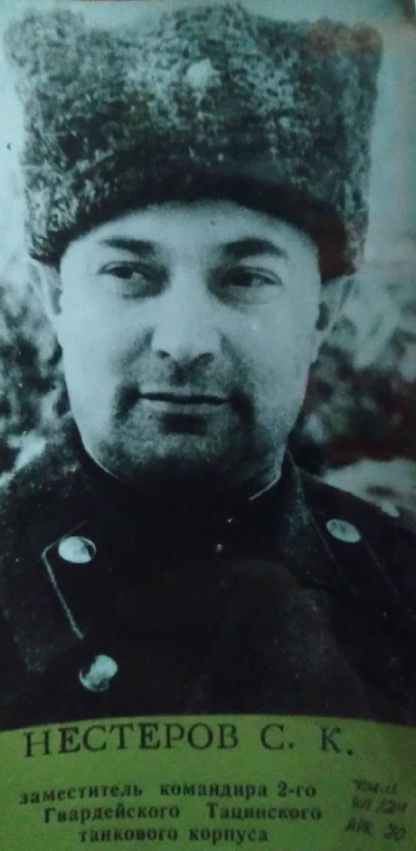 НЕСТЕРОВ С. К.
заместитель командира 2-го
Гвардейского Тацинского
танкового корпуса